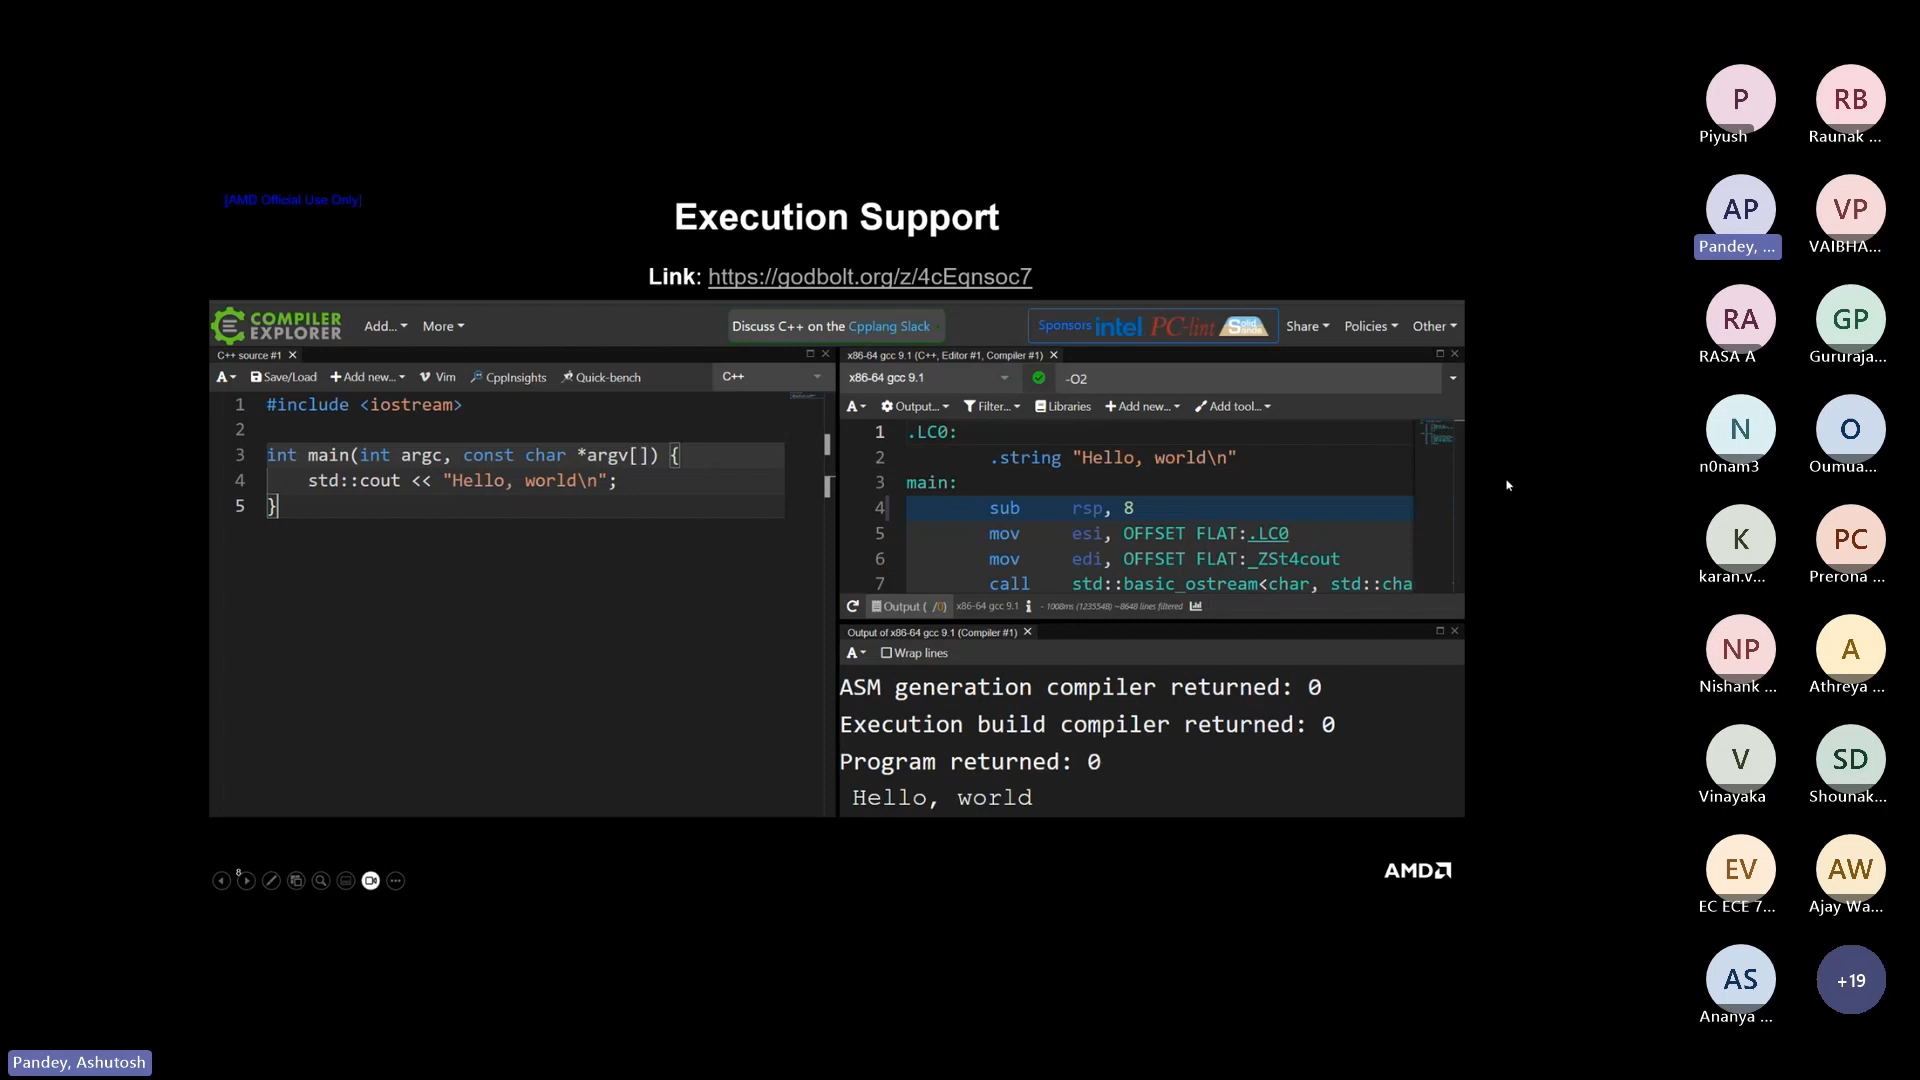 [AMD Official Use Only]
Execution Support
Link: https://godbolt.org/z/4cEqnsoc7
COMPILER EXPLORER
Add... More
Discuss C++ on the Cpplang Slack
Sponsors intel PC-lint Solid Sands
Share Policies Other
C++ source #1
A Save/Load +Add new... Vim CppInsights Quick-bench C++
1 #include <iostream>
2
3 int main(int argc, const char *argv[]) {
4 std::cout << "Hello, world\n";
5 }
x86-64 gcc 9.1 (C++, Editor #1, Compiler #1)
x86-64 gcc 9.1 -O2
A Output... Filter... Libraries +Add new... Add tool...
1 .LC0:
2 .string "Hello, world\n"
3 main:
4 sub rsp, 8
5 mov esi, OFFSET FLAT:.LC0
6 mov edi, OFFSET FLAT:_ZSt4cout
7 call std::basic_ostream<char, std::cha
Output ( /0) x86-64 gcc 9.1 i - 1008ms (1235548) ~8648 lines filtered
Output of x86-64 gcc 9.1 (Compiler #1)
A Wrap lines
ASM generation compiler returned: 0
Execution build compiler returned: 0
Program returned: 0
Hello, world
8
AMD
P
Piyush
RB
Raunak ...
AP
Pandey, ...
VP
VAIBHA...
RA
RASA A
GP
Gururaja...
N
n0nam3
O
Oumua...
K
karan.v...
PC
Prerona ...
NP
Nishank ...
A
Athreya ...
V
Vinayaka
SD
Shounak...
EV
EC ECE 7...
AW
Ajay Wa...
AS
Ananya ...
+19
Pandey, Ashutosh